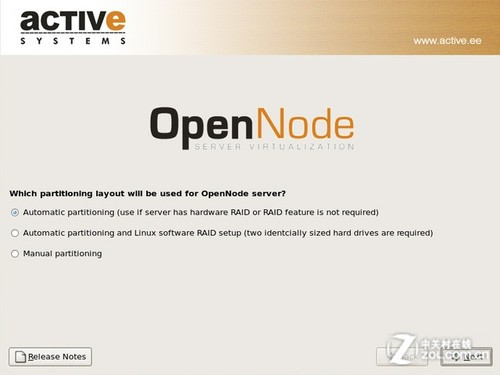 active
SYSTEMS
www.active.ee
OpenNode
SERVER VIRTUALIZATION
Which partitioning layout will be used for OpenNode server?
Automatic partitioning (use if server has hardware RAID or RAID feature is not required)
Automatic partitioning and Linux software RAID setup (two identcially sized hard drives are required)
Manual partitioning
Release Notes
中关村在线
zol.com.cn